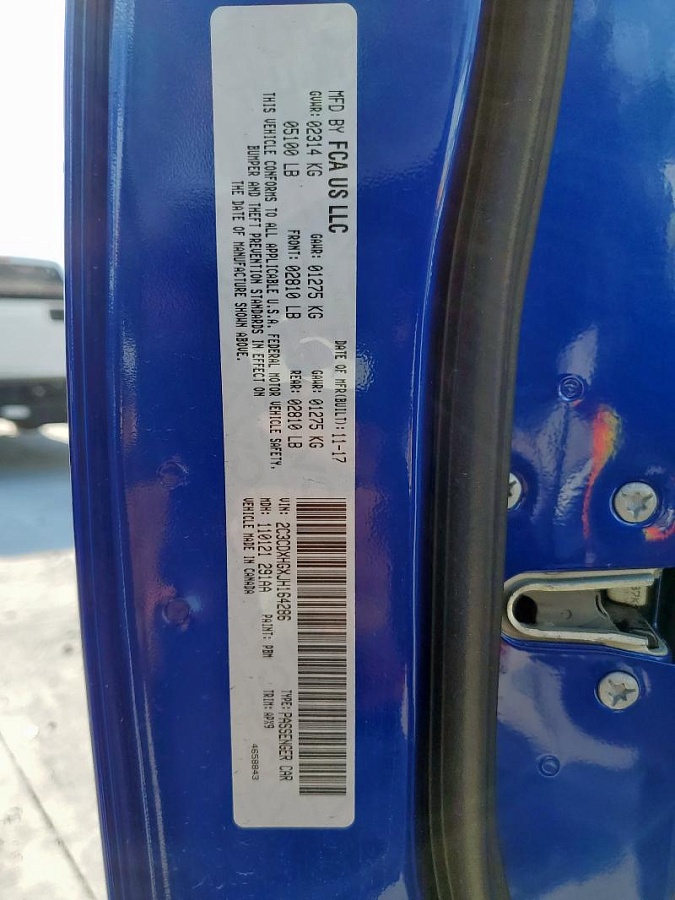 MFD BY FCA US LLC
DATE OF MFR(BUILT): 11-17
GVWR: 02314 KG
GAWR: 01275 KG
GAWR: 01275 KG
05100 LB
FRONT: 02810 LB
REAR: 02810 LB
THIS VEHICLE CONFORMS TO ALL APPLICABLE U.S.A. FEDERAL MOTOR VEHICLE SAFETY,
BUMPER AND THEFT PREVENTION STANDARDS IN EFFECT ON
THE DATE OF MANUFACTURE SHOWN ABOVE.
VIN: 2C3CDXHGXJH164286
TYPE: PASSENGER CAR
MDH: 110121 291AA
PAINT: PBM
TRIM: APX9
VEHICLE MADE IN CANADA
4658843